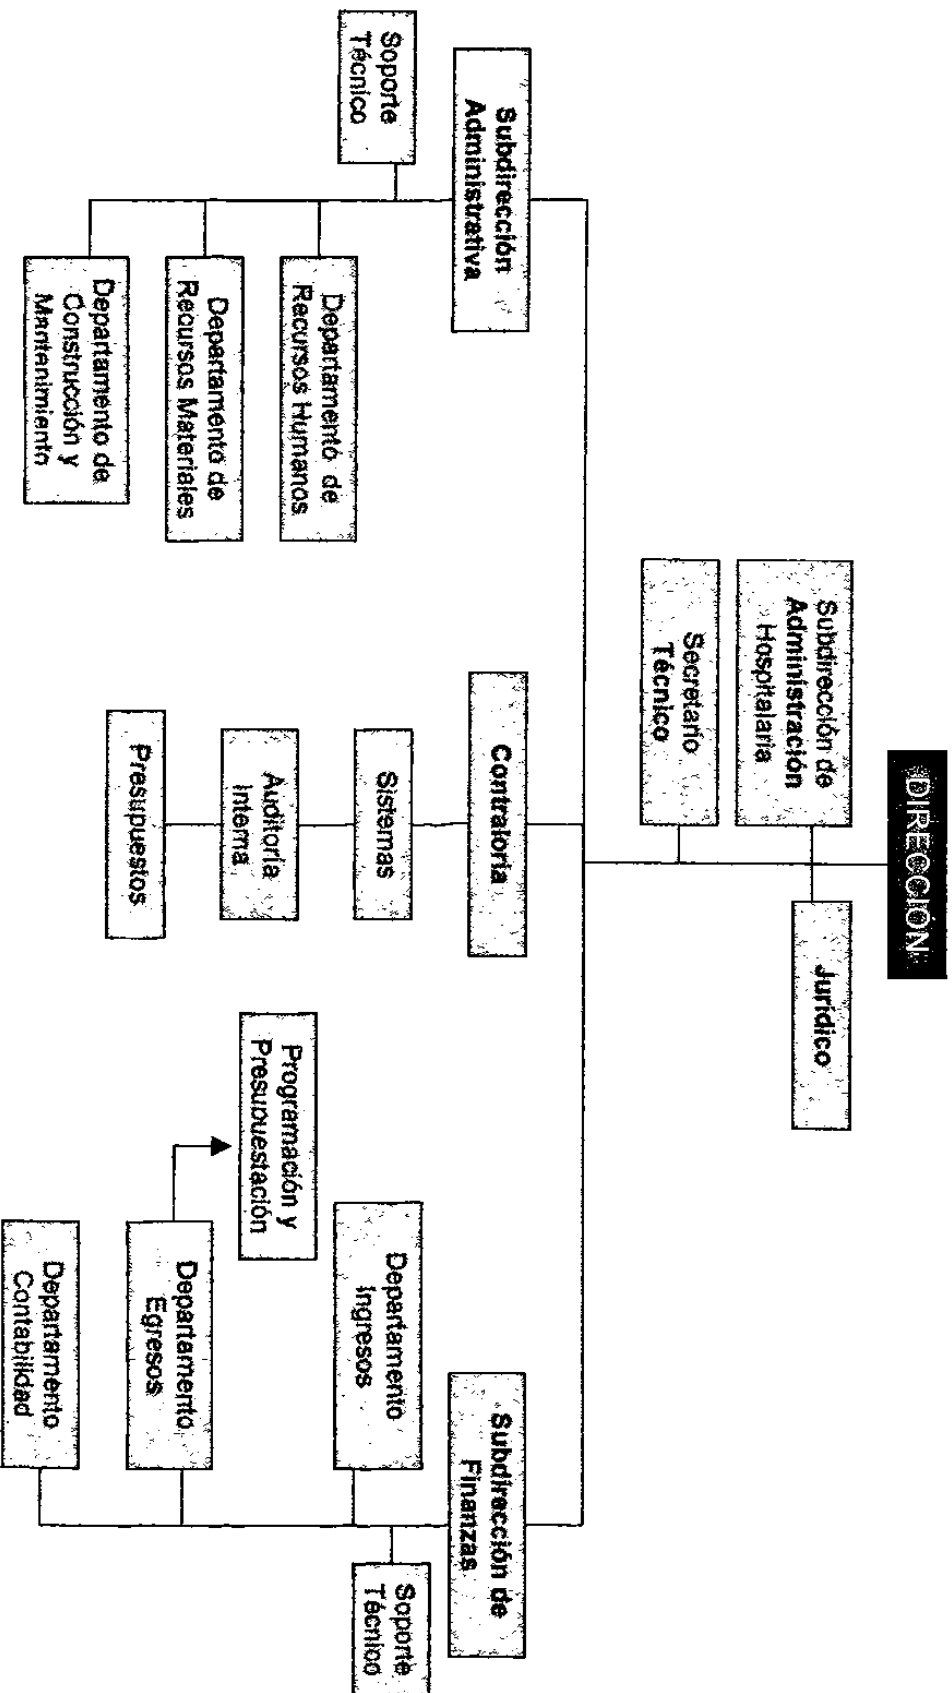 DIRECCIÓN
Subdirección de
Administración
Hospitalaria
Jurídico
Secretario
Técnico
Subdirección
Administrativa
Contraloría
Subdirección de
Finanzas
Soporte
Técnico
Departamento de
Recursos Humanos
Departamento de
Recursos Materiales
Departamento de
Construcción y
Mantenimiento
Sistemas
Auditoría
Interna
Presupuestos
Soporte
Técnico
Departamento
Ingresos
Programación y
Presupuestación
Departamento
Egresos
Departamento
Contabilidad